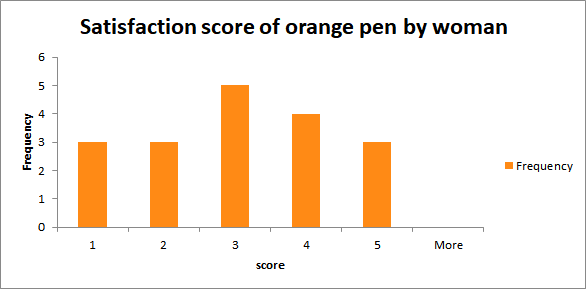 Satisfaction score of orange pen by woman
6
5
4
3
2
1
0
Frequency
1 2 3 4 5 More
score
Frequency